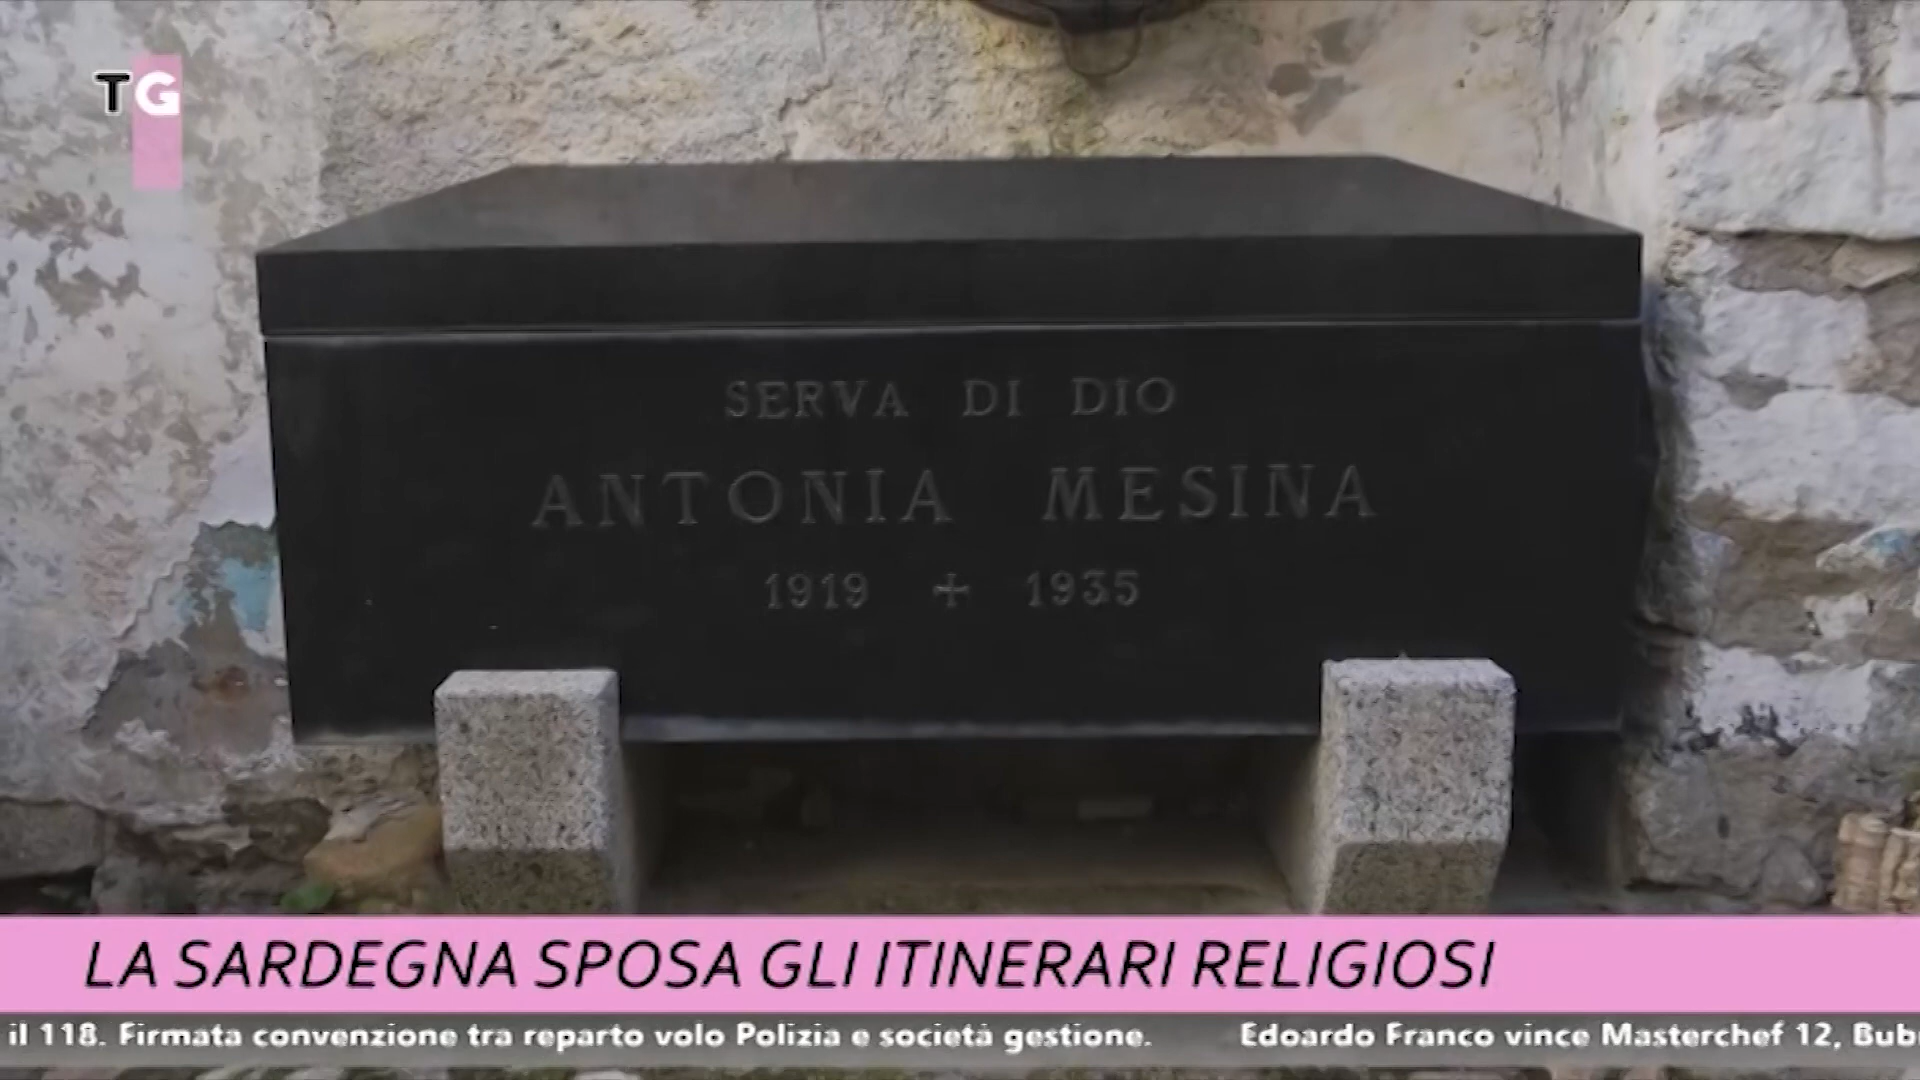 TG
SERVA DI DIO
ANTONIA MESINA
1919 + 1935
LA SARDEGNA SPOSA GLI ITINERARI RELIGIOSI
il 118. Firmata convenzione tra reparto volo Polizia e società gestione. Edoardo Franco vince Masterchef 12, Bub